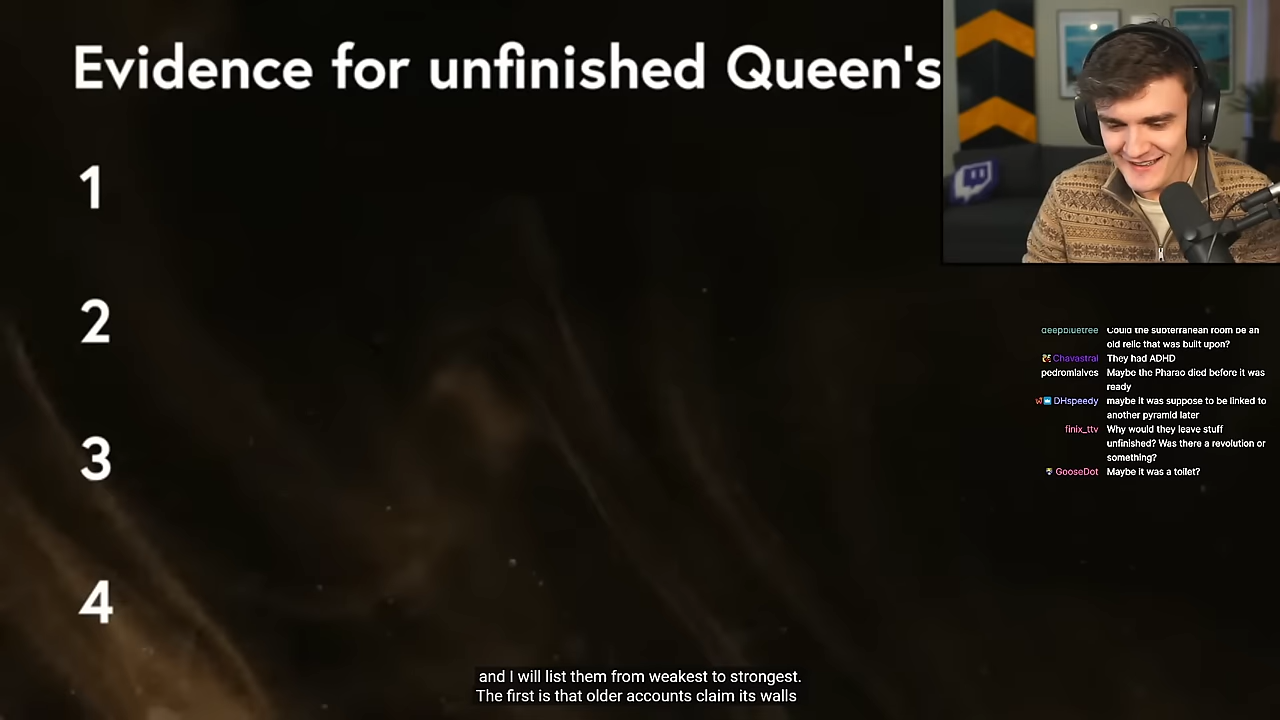 Evidence for unfinished Queen's
1
2
3
4
deepbluetree Could the subterranean room be an
old relic that was built upon?
Chavastral They had ADHD
pedromlalves Maybe the Pharao died before it was
ready
DHspeedy maybe it was suppose to be linked to
another pyramid later
finix_ttv Why would they leave stuff
unfinished? Was there a revolution or
something?
GooseDot Maybe it was a toilet?
and I will list them from weakest to strongest.
The first is that older accounts claim its walls